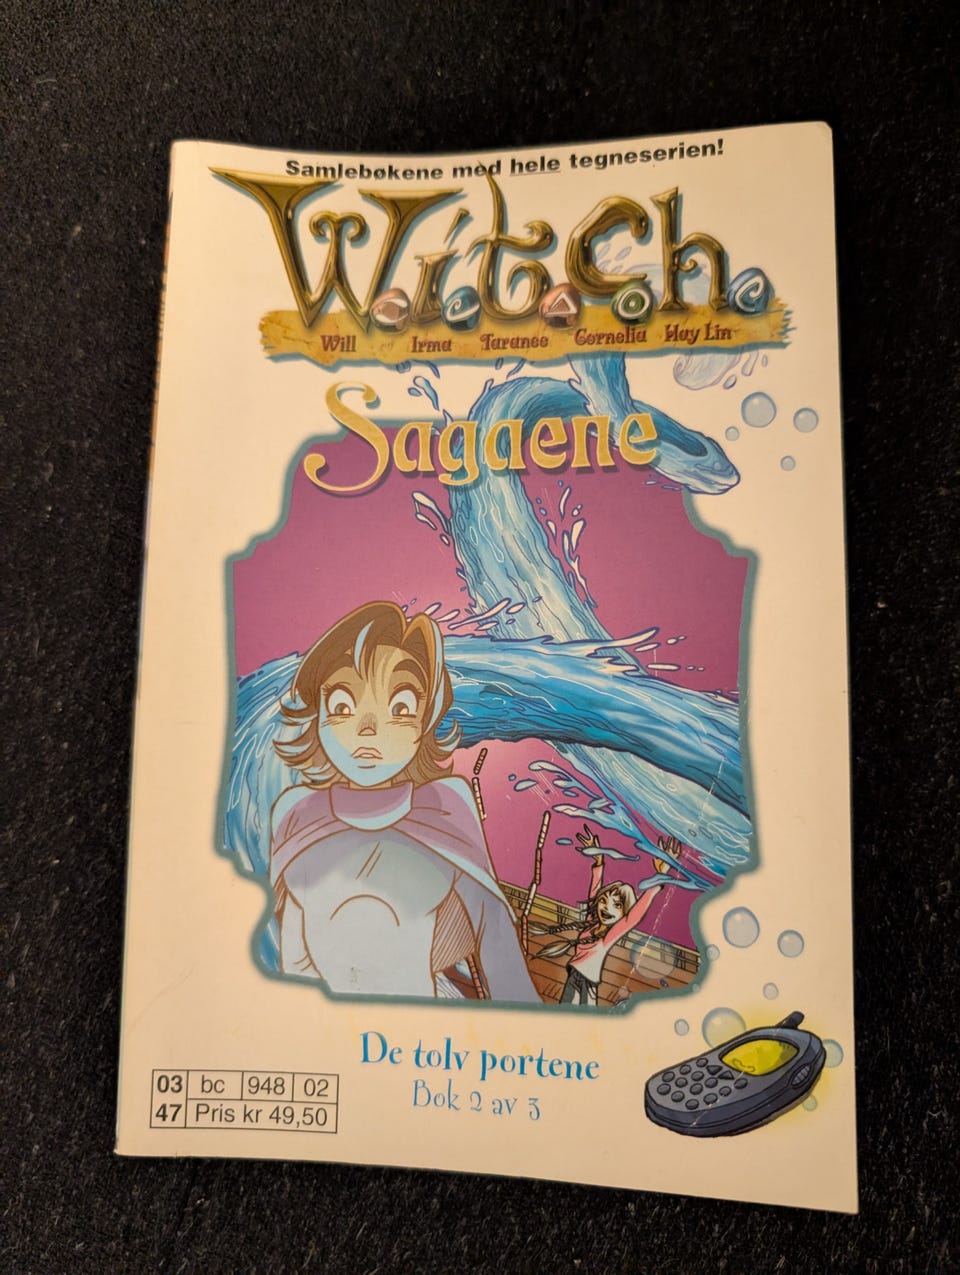 Samlebøkene med hele tegneserien!
W.i.t.c.h.
Will Irma Taranee Cornelia Hay Lin
Sagaene
De tolv portene
Bok 2 av 3
03 bc 948 02
47 Pris kr 49,50